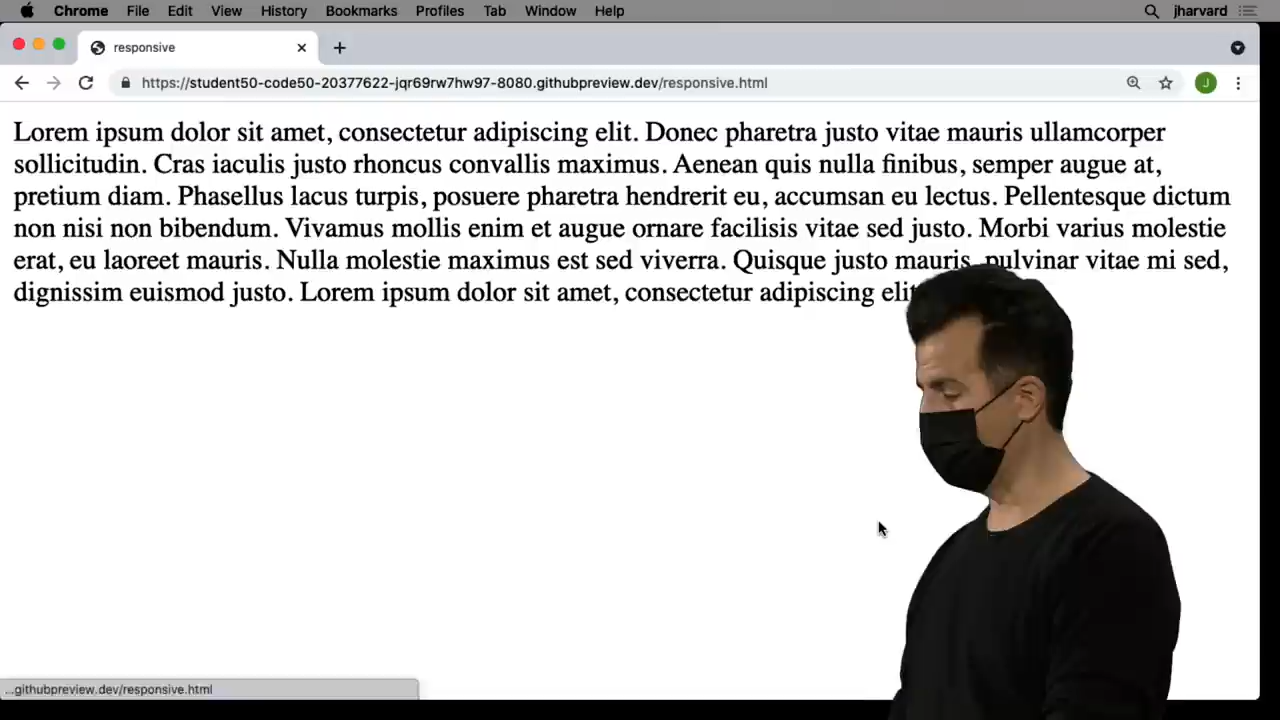 Chrome File Edit View History Bookmarks Profiles Tab Window Help jharvard
responsive
https://student50-code50-20377622-jqr69rw7hw97-8080.githubpreview.dev/responsive.html J
Lorem ipsum dolor sit amet, consectetur adipiscing elit. Donec pharetra justo vitae mauris ullamcorper
sollicitudin. Cras iaculis justo rhoncus convallis maximus. Aenean quis nulla finibus, semper augue at,
pretium diam. Phasellus lacus turpis, posuere pharetra hendrerit eu, accumsan eu lectus. Pellentesque dictum
non nisi non bibendum. Vivamus mollis enim et augue ornare facilisis vitae sed justo. Morbi varius molestie
erat, eu laoreet mauris. Nulla molestie maximus est sed viverra. Quisque justo mauris, pulvinar vitae mi sed,
dignissim euismod justo. Lorem ipsum dolor sit amet, consectetur adipiscing elit
...githubpreview.dev/responsive.html